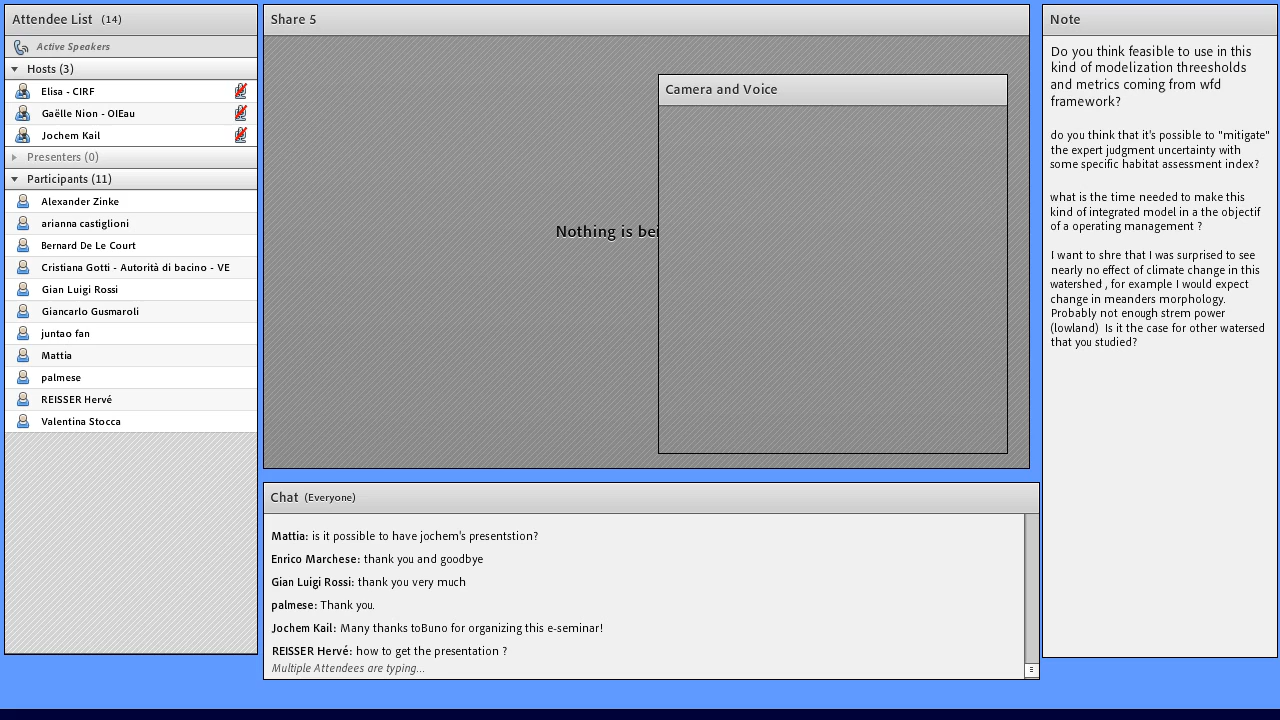 Attendee List (14)
Active Speakers
Hosts (3)
Elisa - CIRF
Gaëlle Nion - OIEau
Jochem Kail
Presenters (0)
Participants (11)
Alexander Zinke
arianna castiglioni
Bernard De Le Court
Cristiana Gotti - Autorità di bacino - VE
Gian Luigi Rossi
Giancarlo Gusmaroli
juntao fan
Mattia
palmese
REISSER Hervé
Valentina Stocca
Share 5
Nothing is bei
Camera and Voice
Chat (Everyone)
Mattia: is it possible to have jochem's presentstion?
Enrico Marchese: thank you and goodbye
Gian Luigi Rossi: thank you very much
palmese: Thank you.
Jochem Kail: Many thanks toBuno for organizing this e-seminar!
REISSER Hervé: how to get the presentation ?
Multiple Attendees are typing...
Note
Do you think feasible to use in this
kind of modelization threesholds
and metrics coming from wfd
framework?
do you think that it's possible to "mitigate"
the expert judgment uncertainty with
some specific habitat assessment index?
what is the time needed to make this
kind of integrated model in a the objectif
of a operating management ?
I want to shre that I was surprised to see
nearly no effect of climate change in this
watershed , for example I would expect
change in meanders morphology.
Probably not enough strem power
(lowland) Is it the case for other watersed
that you studied?